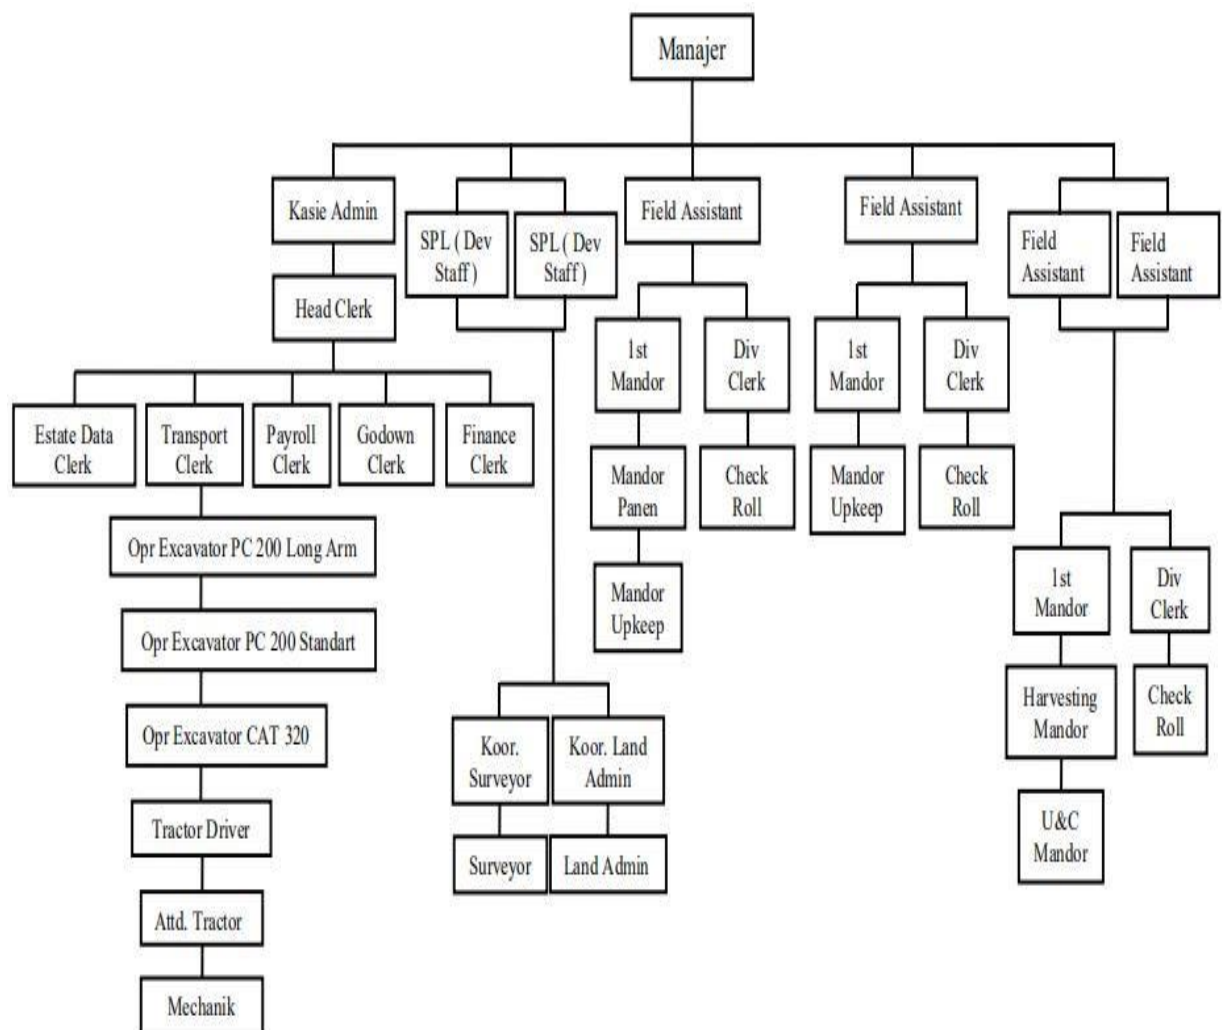 Manajer
Kasie Admin
SPL ( Dev
Staff )
SPL ( Dev
Staff )
Field Assistant
Field Assistant
Field
Assistant
Field
Assistant
Head Clerk
Estate Data
Clerk
Transport
Clerk
Payroll
Clerk
Godown
Clerk
Finance
Clerk
Opr Excavator PC 200 Long Arm
Opr Excavator PC 200 Standart
Opr Excavator CAT 320
Tractor Driver
Attd. Tractor
Mechanik
Koor.
Surveyor
Koor. Land
Admin
Surveyor
Land Admin
1st
Mandor
Div
Clerk
Mandor
Panen
Check
Roll
Mandor
Upkeep
1st
Mandor
Div
Clerk
Mandor
Upkeep
Check
Roll
1st
Mandor
Div
Clerk
Harvesting
Mandor
Check
Roll
U&C
Mandor